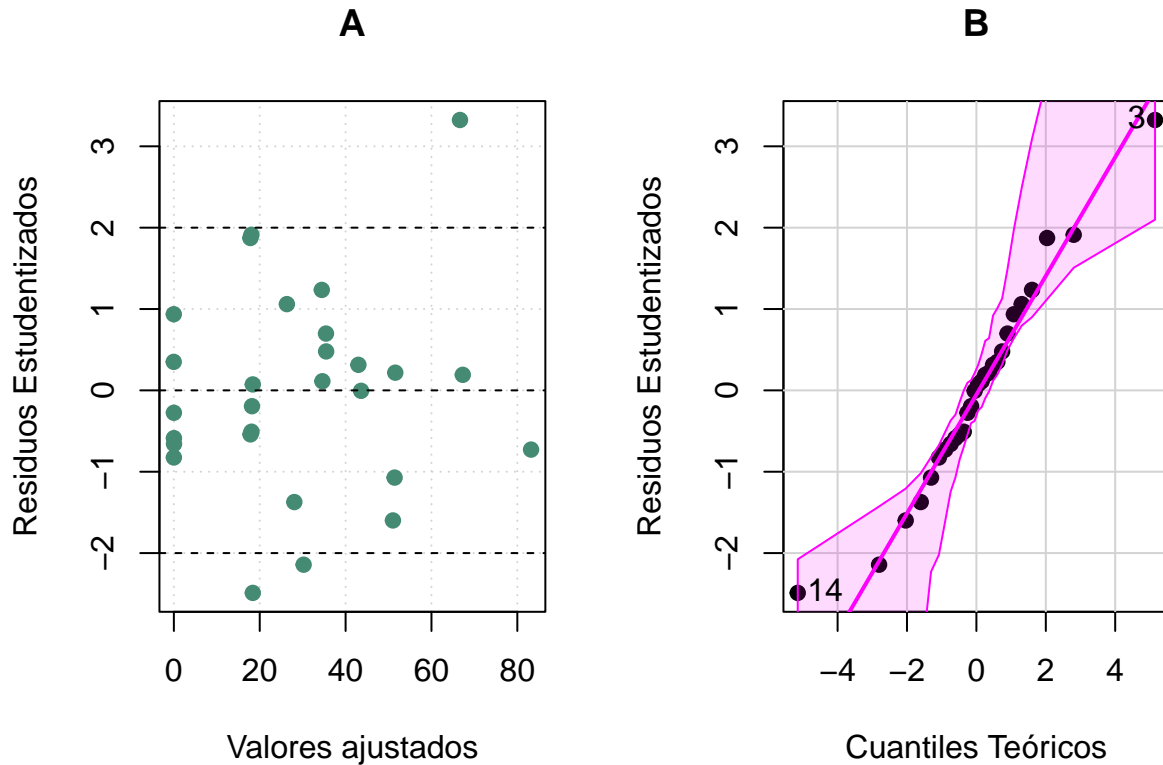 A
Residuos Estudentizados
3
2
1
0
−1
−2
0 20 40 60 80
Valores ajustados
B
Residuos Estudentizados
3
2
1
0
−1
−2
3
14
−4 −2 0 2 4
Cuantiles Teóricos